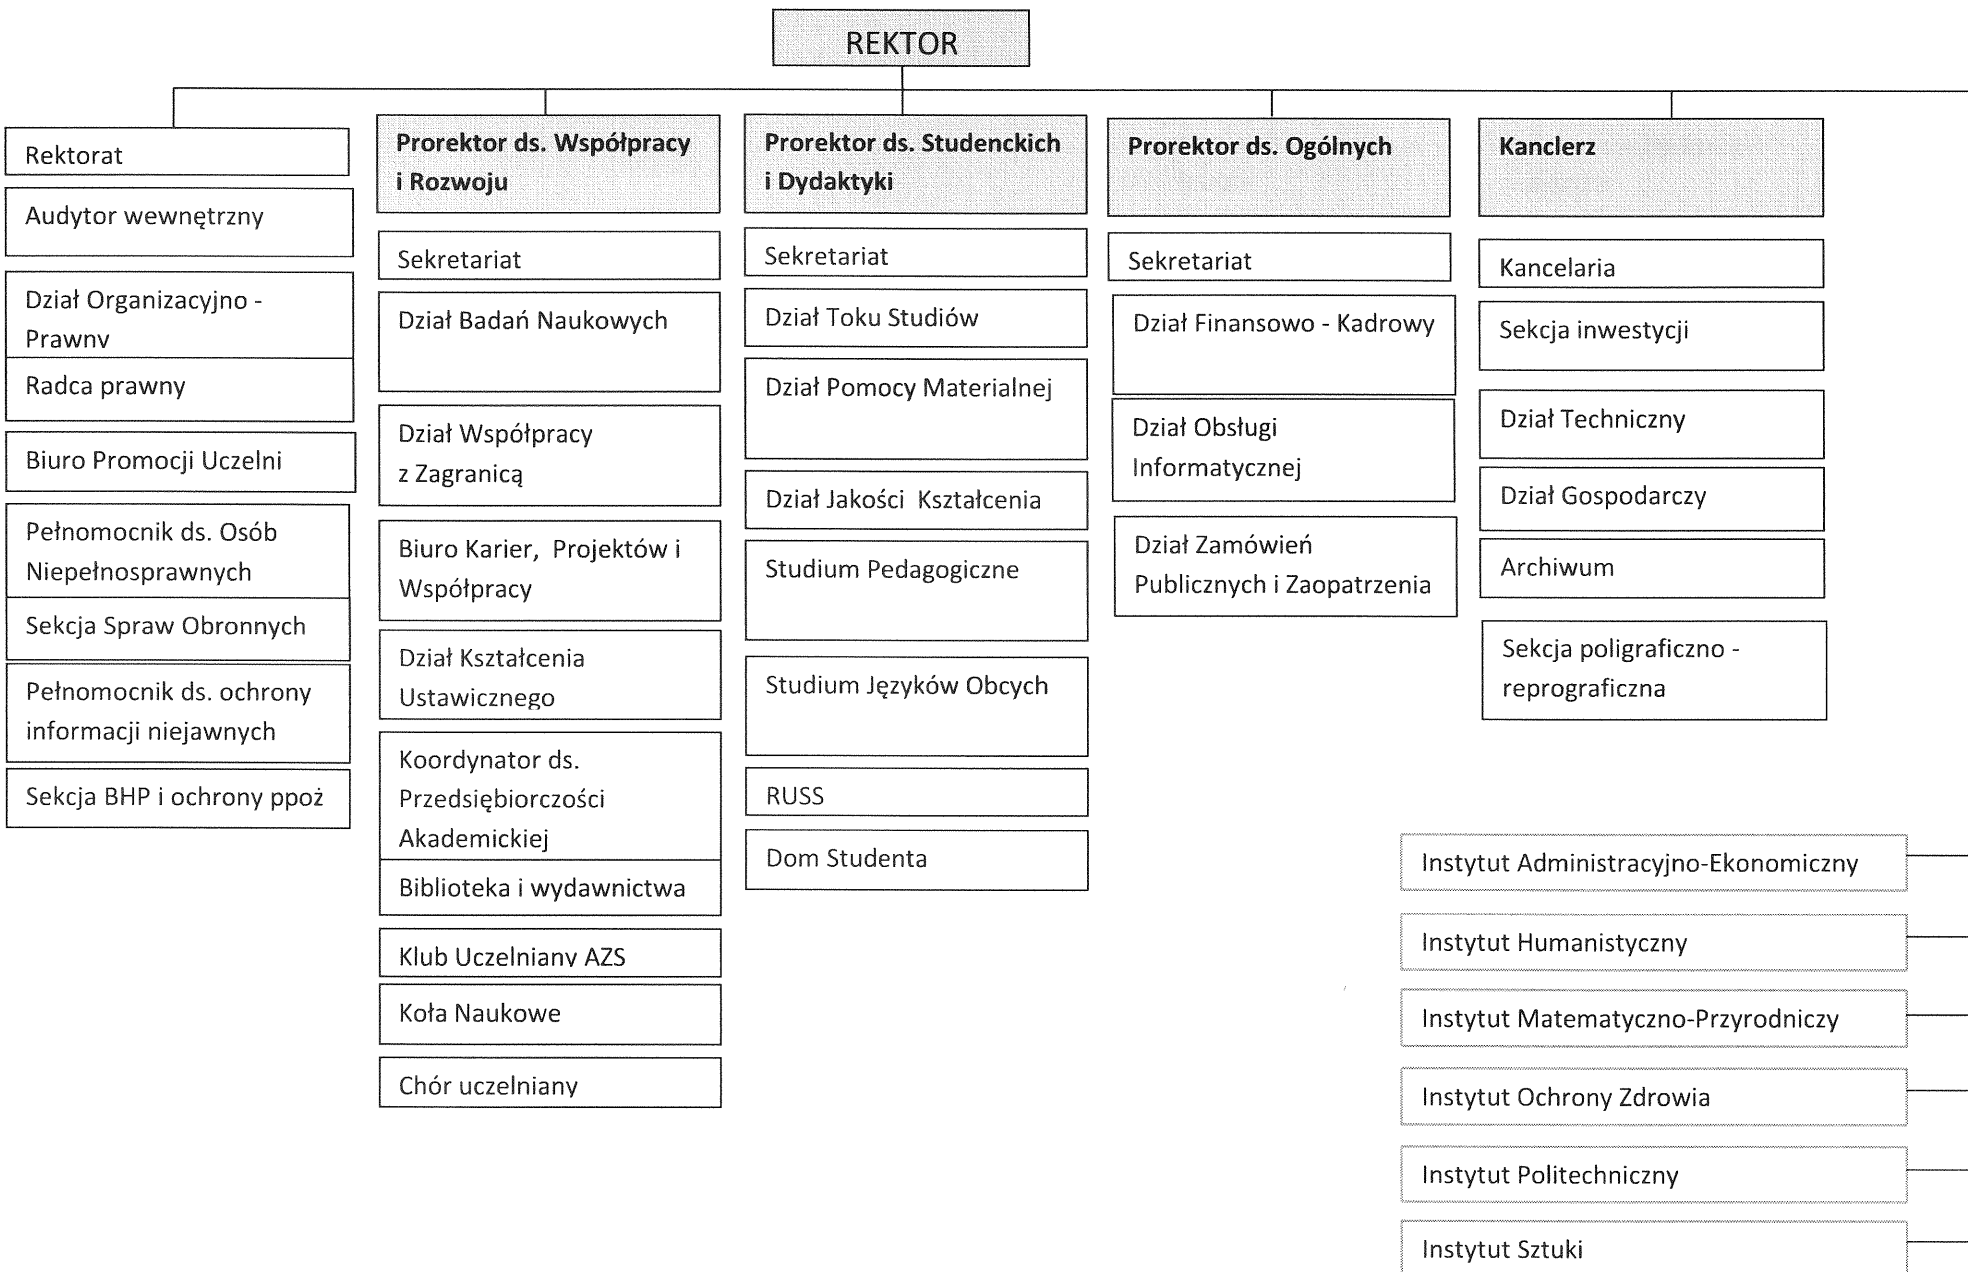 REKTOR
Rektorat
Audytor wewnętrzny
Dział Organizacyjno -
Prawny
Radca prawny
Biuro Promocji Uczelni
Pełnomocnik ds. Osób
Niepełnosprawnych
Sekcja Spraw Obronnych
Pełnomocnik ds. ochrony
informacji niejawnych
Sekcja BHP i ochrony ppoż
Prorektor ds. Współpracy
i Rozwoju
Sekretariat
Dział Badań Naukowych
Dział Współpracy
z Zagranicą
Biuro Karier, Projektów i
Współpracy
Dział Kształcenia
Ustawicznego
Koordynator ds.
Przedsiębiorczości
Akademickiej
Biblioteka i wydawnictwa
Klub Uczelniany AZS
Koła Naukowe
Chór uczelniany
Prorektor ds. Studenckich
i Dydaktyki
Sekretariat
Dział Toku Studiów
Dział Pomocy Materialnej
Dział Jakości Kształcenia
Studium Pedagogiczne
Studium Języków Obcych
RUSS
Dom Studenta
Prorektor ds. Ogólnych
Sekretariat
Dział Finansowo - Kadrowy
Dział Obsługi
Informatycznej
Dział Zamówień
Publicznych i Zaopatrzenia
Kanclerz
Kancelaria
Sekcja inwestycji
Dział Techniczny
Dział Gospodarczy
Archiwum
Sekcja poligraficzno -
reprograficzna
Instytut Administracyjno-Ekonomiczny
Instytut Humanistyczny
Instytut Matematyczno-Przyrodniczy
Instytut Ochrony Zdrowia
Instytut Politechniczny
Instytut Sztuki